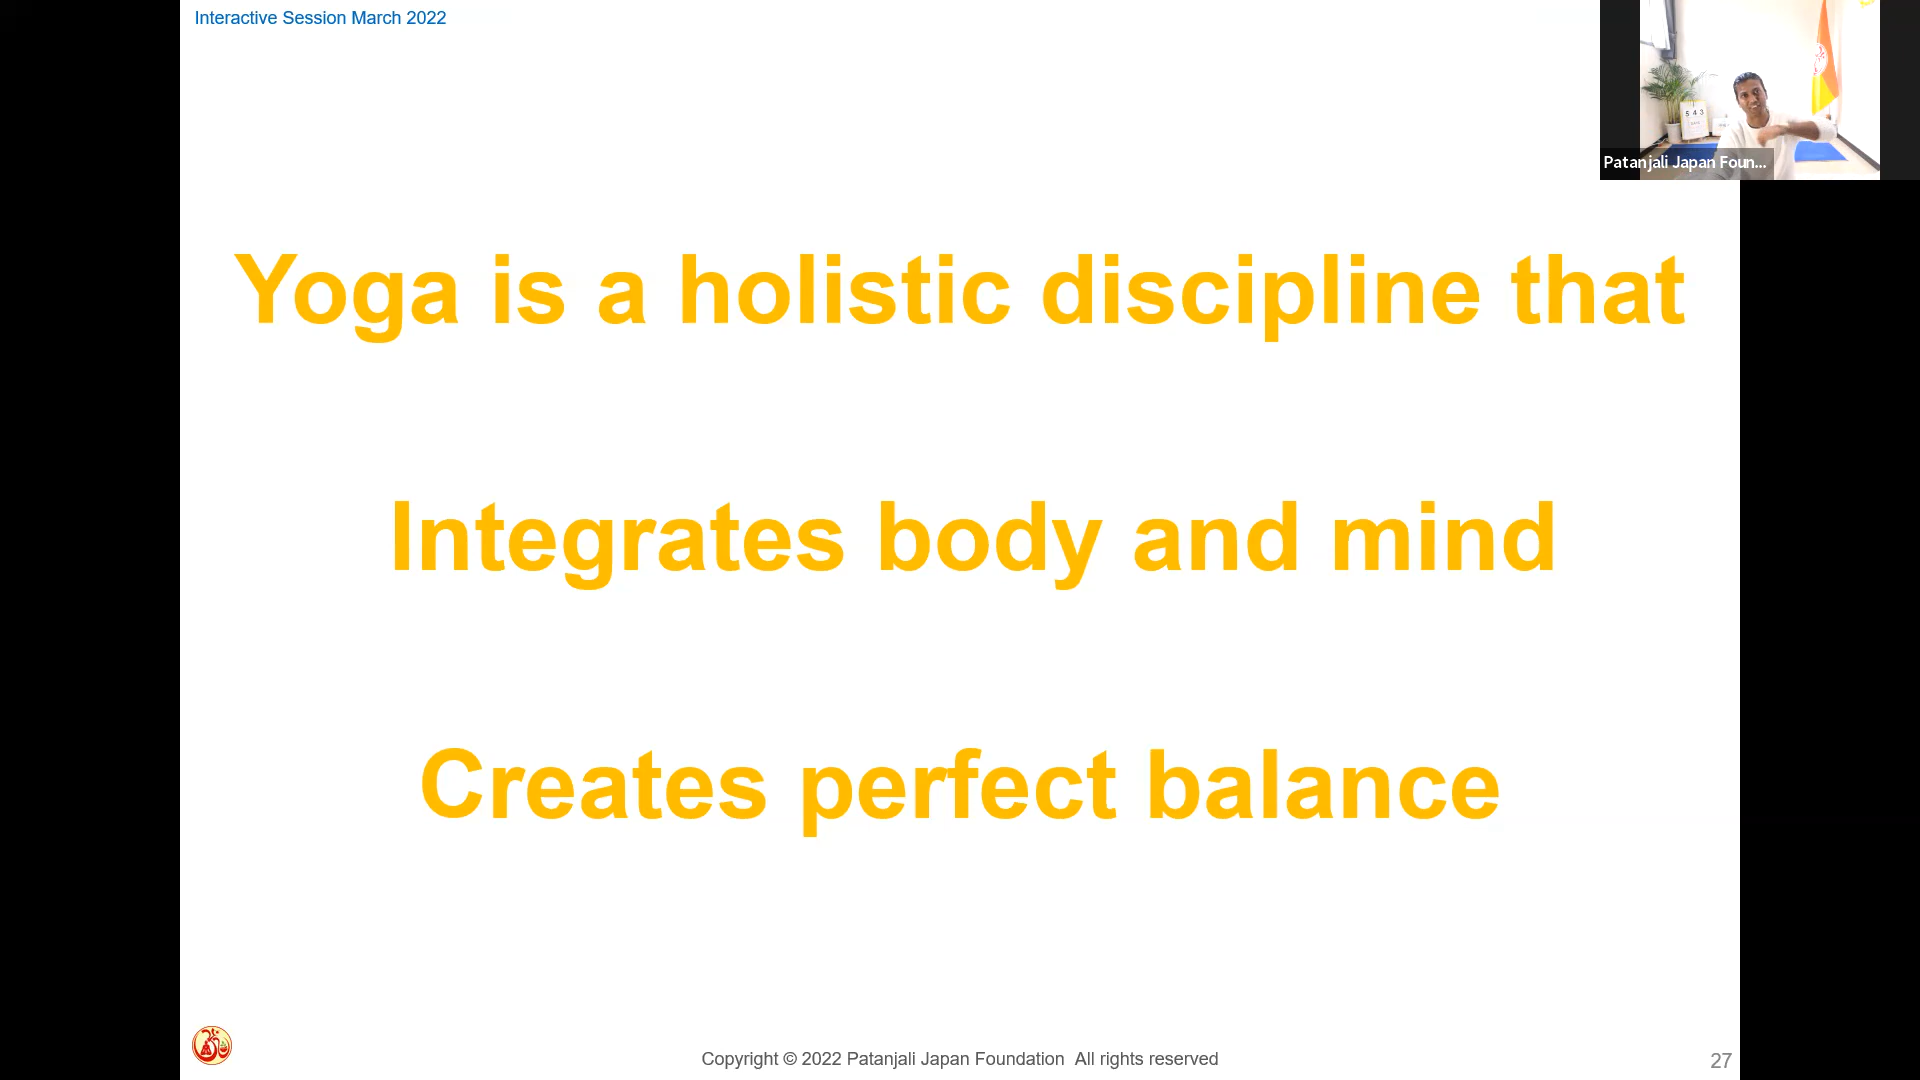 Interactive Session March 2022
Patanjali Japan Foun...
Yoga is a holistic discipline that
Integrates body and mind
Creates perfect balance
Copyright © 2022 Patanjali Japan Foundation All rights reserved
27